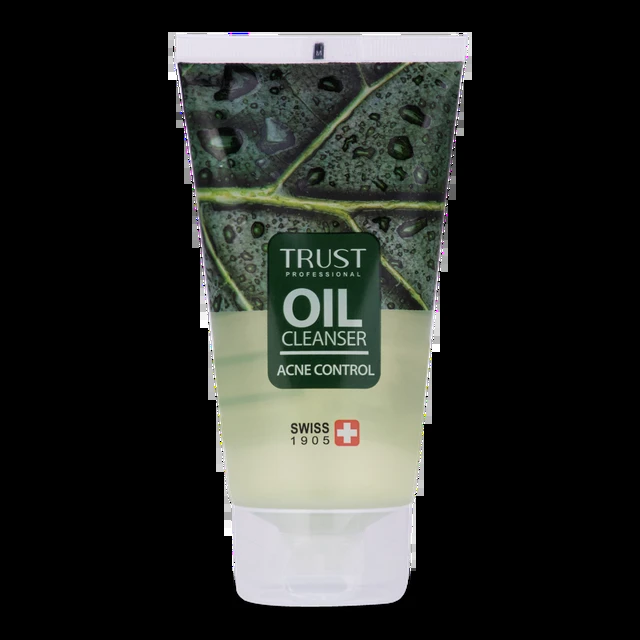 TRUST
PROFESSIONAL
OIL
CLEANSER
ACNE CONTROL
SWISS
1905